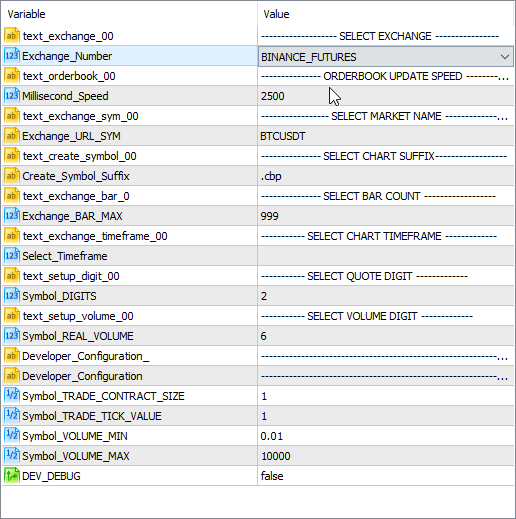 Variable Value
ab text_exchange_00 ------------------- SELECT EXCHANGE -------------------
123 Exchange_Number BINANCE_FUTURES
ab text_orderbook_00 --------------- ORDERBOOK UPDATE SPEED --------...
123 Millisecond_Speed 2500
ab text_exchange_sym_00 ----------------- SELECT MARKET NAME -------------...
123 Exchange_URL_SYM BTCUSDT
ab text_create_symbol_00 --------------- SELECT CHART SUFFIX------------------
ab Create_Symbol_Suffix .cbp
ab text_exchange_bar_0 --------------- SELECT BAR COUNT ------------------
123 Exchange_BAR_MAX 999
ab text_exchange_timeframe_00 ----------- SELECT CHART TIMEFRAME -------------
123 Select_Timeframe
ab text_setup_digit_00 ----------- SELECT QUOTE DIGIT -------------
123 Symbol_DIGITS 2
ab text_setup_volume_00 ----------- SELECT VOLUME DIGIT -------------
123 Symbol_REAL_VOLUME 6
ab Developer_Configuration_ -----------------------------------------------------------...
ab Developer_Configuration -----------------------------------------------------------...
1/2 Symbol_TRADE_CONTRACT_SIZE 1
1/2 Symbol_TRADE_TICK_VALUE 1
1/2 Symbol_VOLUME_MIN 0.01
1/2 Symbol_VOLUME_MAX 10000
DEV_DEBUG false